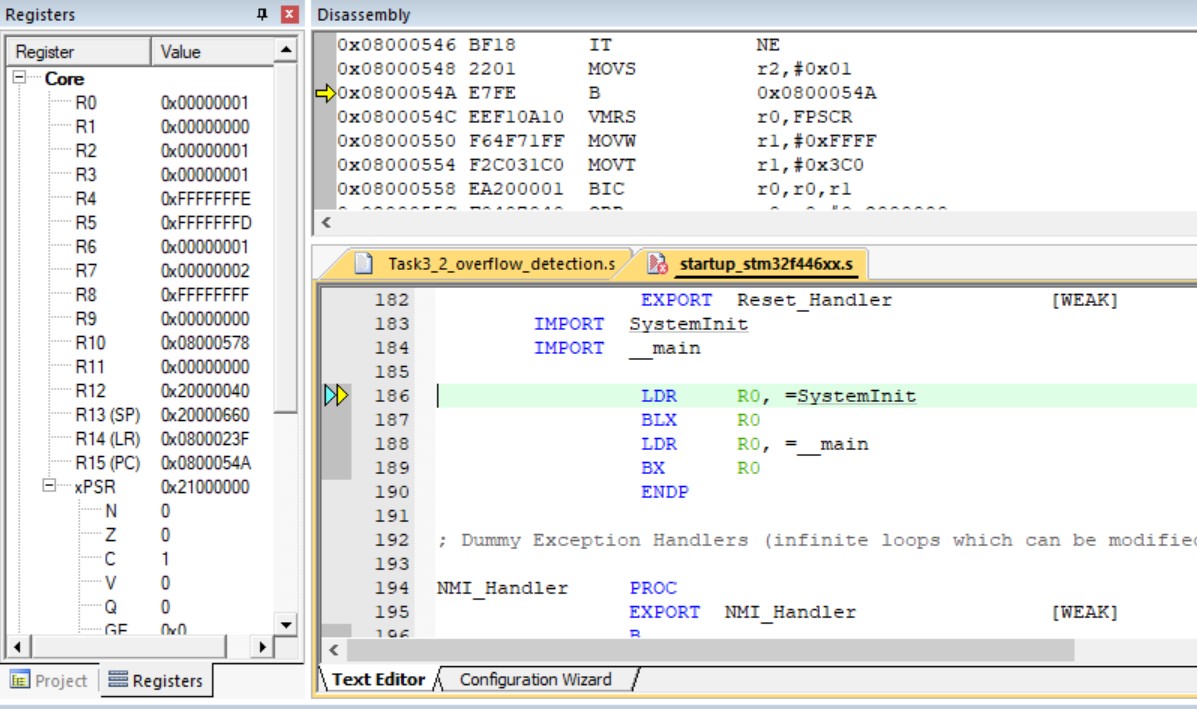 Registers
Register Value
Core
R0 0x00000001
R1 0x00000000
R2 0x00000001
R3 0x00000001
R4 0xFFFFFFFE
R5 0xFFFFFFFD
R6 0x00000001
R7 0x00000002
R8 0xFFFFFFFF
R9 0x00000000
R10 0x08000578
R11 0x00000000
R12 0x20000040
R13 (SP) 0x20000660
R14 (LR) 0x0800023F
R15 (PC) 0x0800054A
xPSR 0x21000000
N 0
Z 0
C 1
V 0
Q 0
GE 0x0
Project Registers
Disassembly
0x08000546 BF18 IT NE
0x08000548 2201 MOVS r2,#0x01
0x0800054A E7FE B 0x0800054A
0x0800054C EEF10A10 VMRS r0,FPSCR
0x08000550 F64F71FF MOVW r1,#0xFFFF
0x08000554 F2C031C0 MOVT r1,#0x3C0
0x08000558 EA200001 BIC r0,r0,r1
Task3_2_overflow_detection.s startup_stm32f446xx.s
182 EXPORT Reset_Handler [WEAK]
183 IMPORT SystemInit
184 IMPORT __main
185
186 LDR R0, =SystemInit
187 BLX R0
188 LDR R0, =__main
189 BX R0
190 ENDP
191
192 ; Dummy Exception Handlers (infinite loops which can be modified
193
194 NMI_Handler PROC
195 EXPORT NMI_Handler [WEAK]
196 B
Text Editor Configuration Wizard